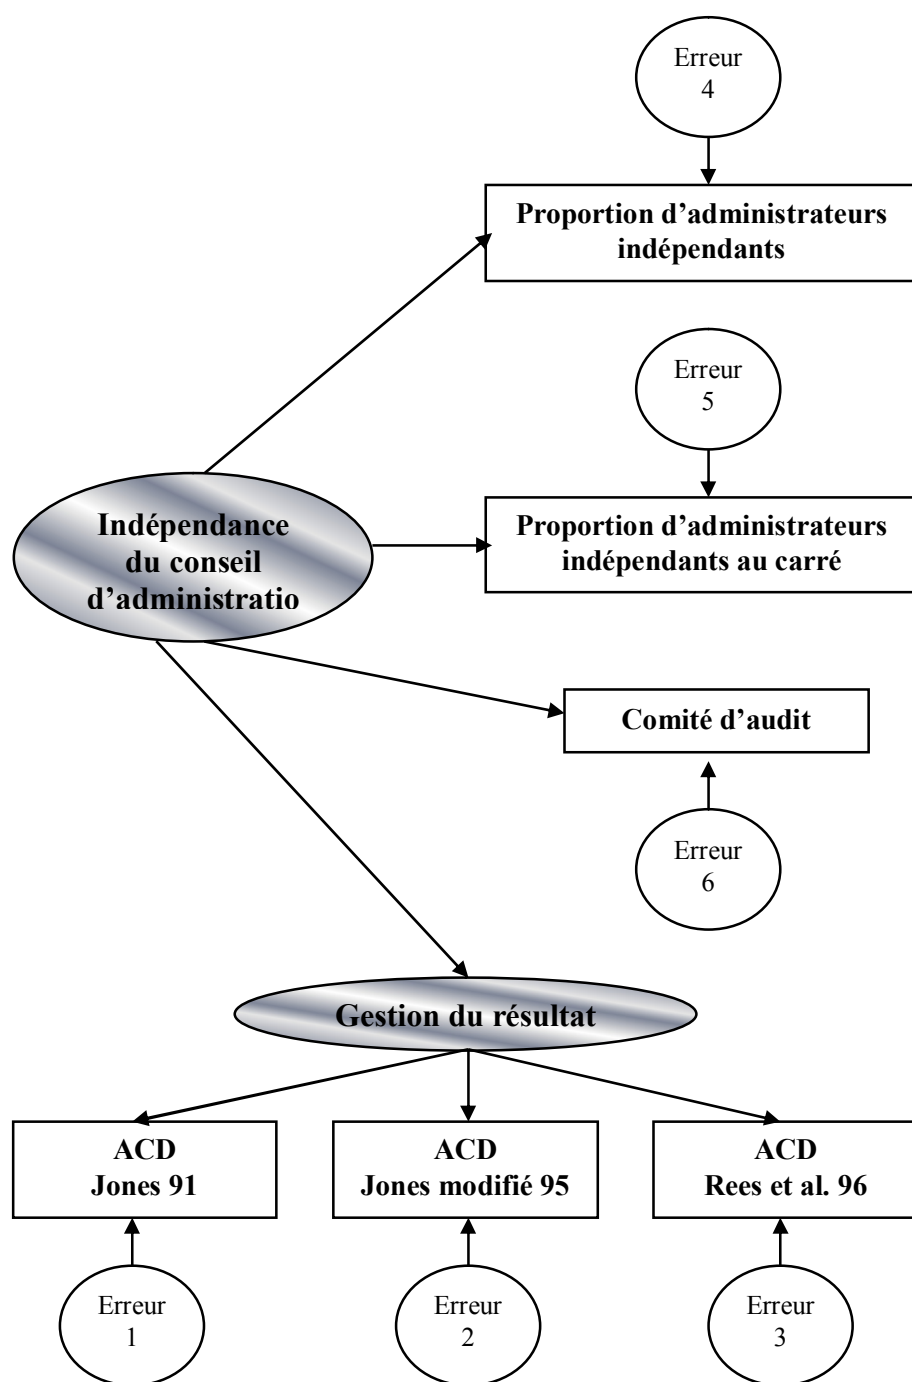 Erreur
4
Proportion d’administrateurs
indépendants
Erreur
5
Proportion d’administrateurs
indépendants au carré
Indépendance
du conseil
d’administratio
Comité d’audit
Erreur
6
Gestion du résultat
ACD
Jones 91
ACD
Jones modifié 95
ACD
Rees et al. 96
Erreur
1
Erreur
2
Erreur
3